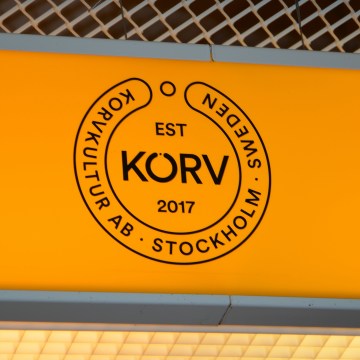 KORVKULTUR AB · STOCKHOLM · SWEDEN
EST
KÖRV
2017